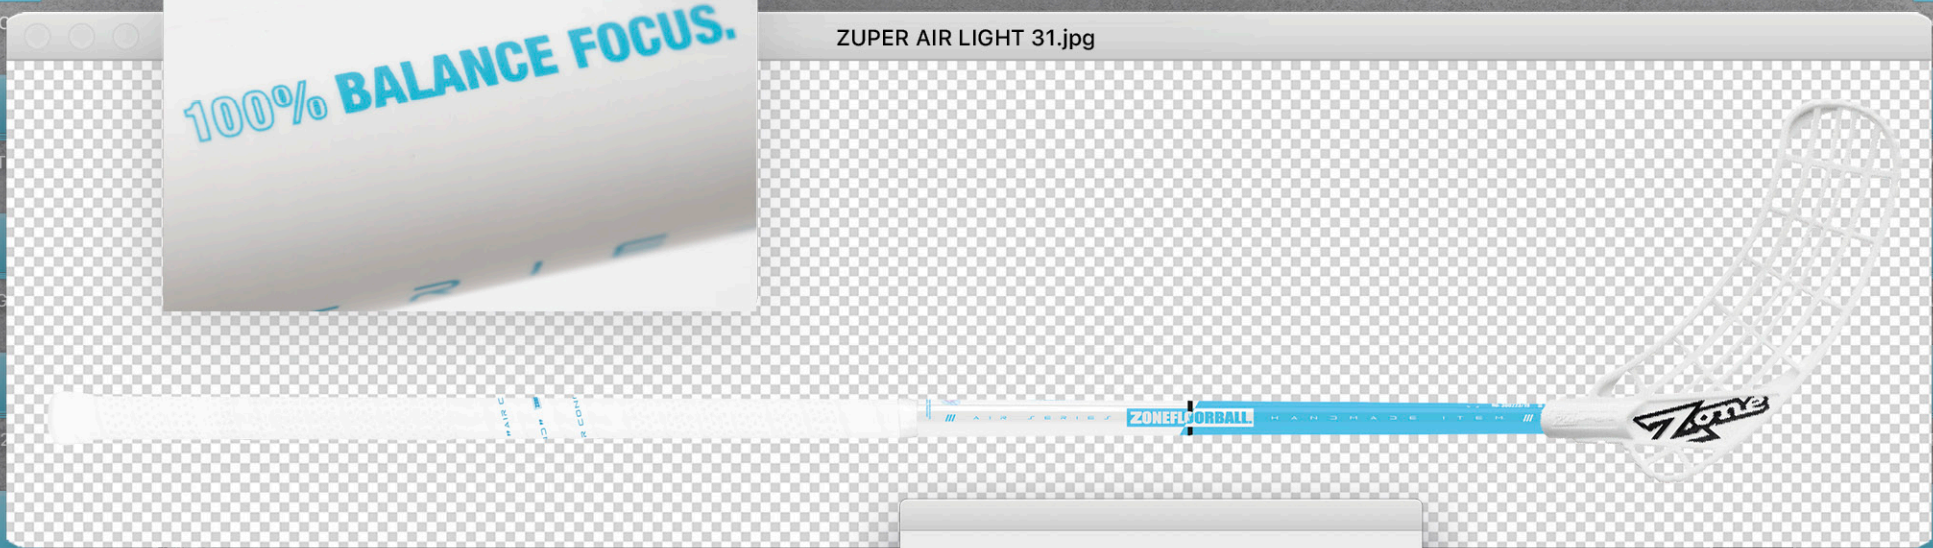 ZUPER AIR LIGHT 31.jpg
100% BALANCE FOCUS.
AIR SERIES
ZONEFLOORBALL.
HANDMADE ITEM
Zone